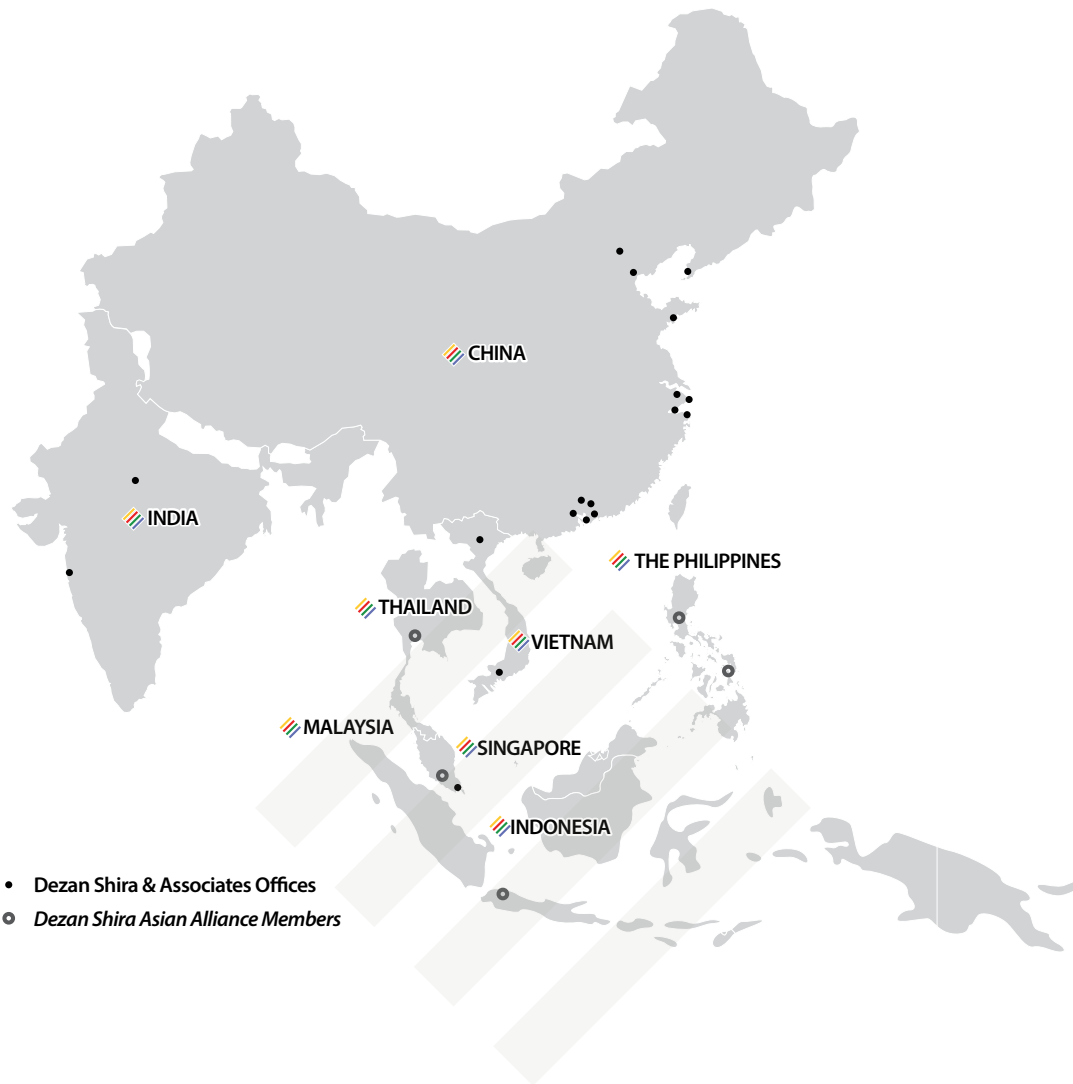 CHINA
INDIA
THE PHILIPPINES
THAILAND
VIETNAM
MALAYSIA
SINGAPORE
INDONESIA
Dezan Shira & Associates Offices
Dezan Shira Asian Alliance Members